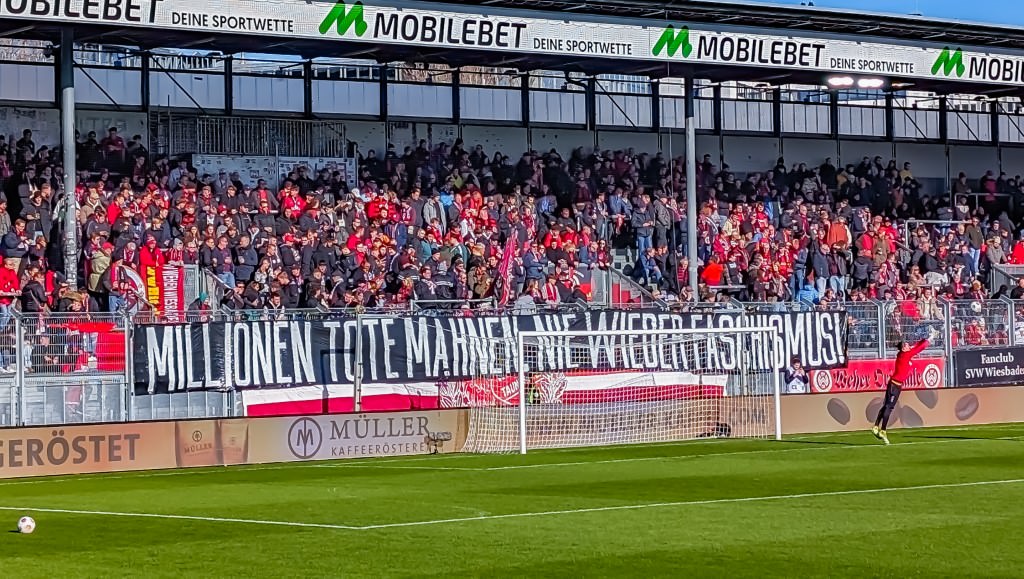 MOBILEBET DEINE SPORTWETTE MOBILEBET DEINE SPORTWETTE MOBILEBET DEINE SPORTWETTE
MILLIONEN TOTE MAHNEN NIE WIEDER FASCHISMUS!
Fanclub
SVW Wiesbaden
GERÖSTET
MÜLLER
MÜLLER
KAFFEERÖSTEREI